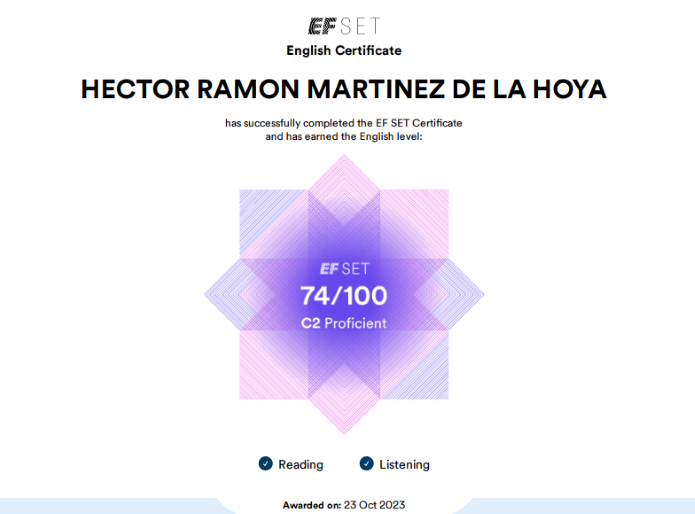 EF SET
English Certificate
HECTOR RAMON MARTINEZ DE LA HOYA
has successfully completed the EF SET Certificate
and has earned the English level:
EF SET
74/100
C2 Proficient
Reading Listening
Awarded on: 23 Oct 2023